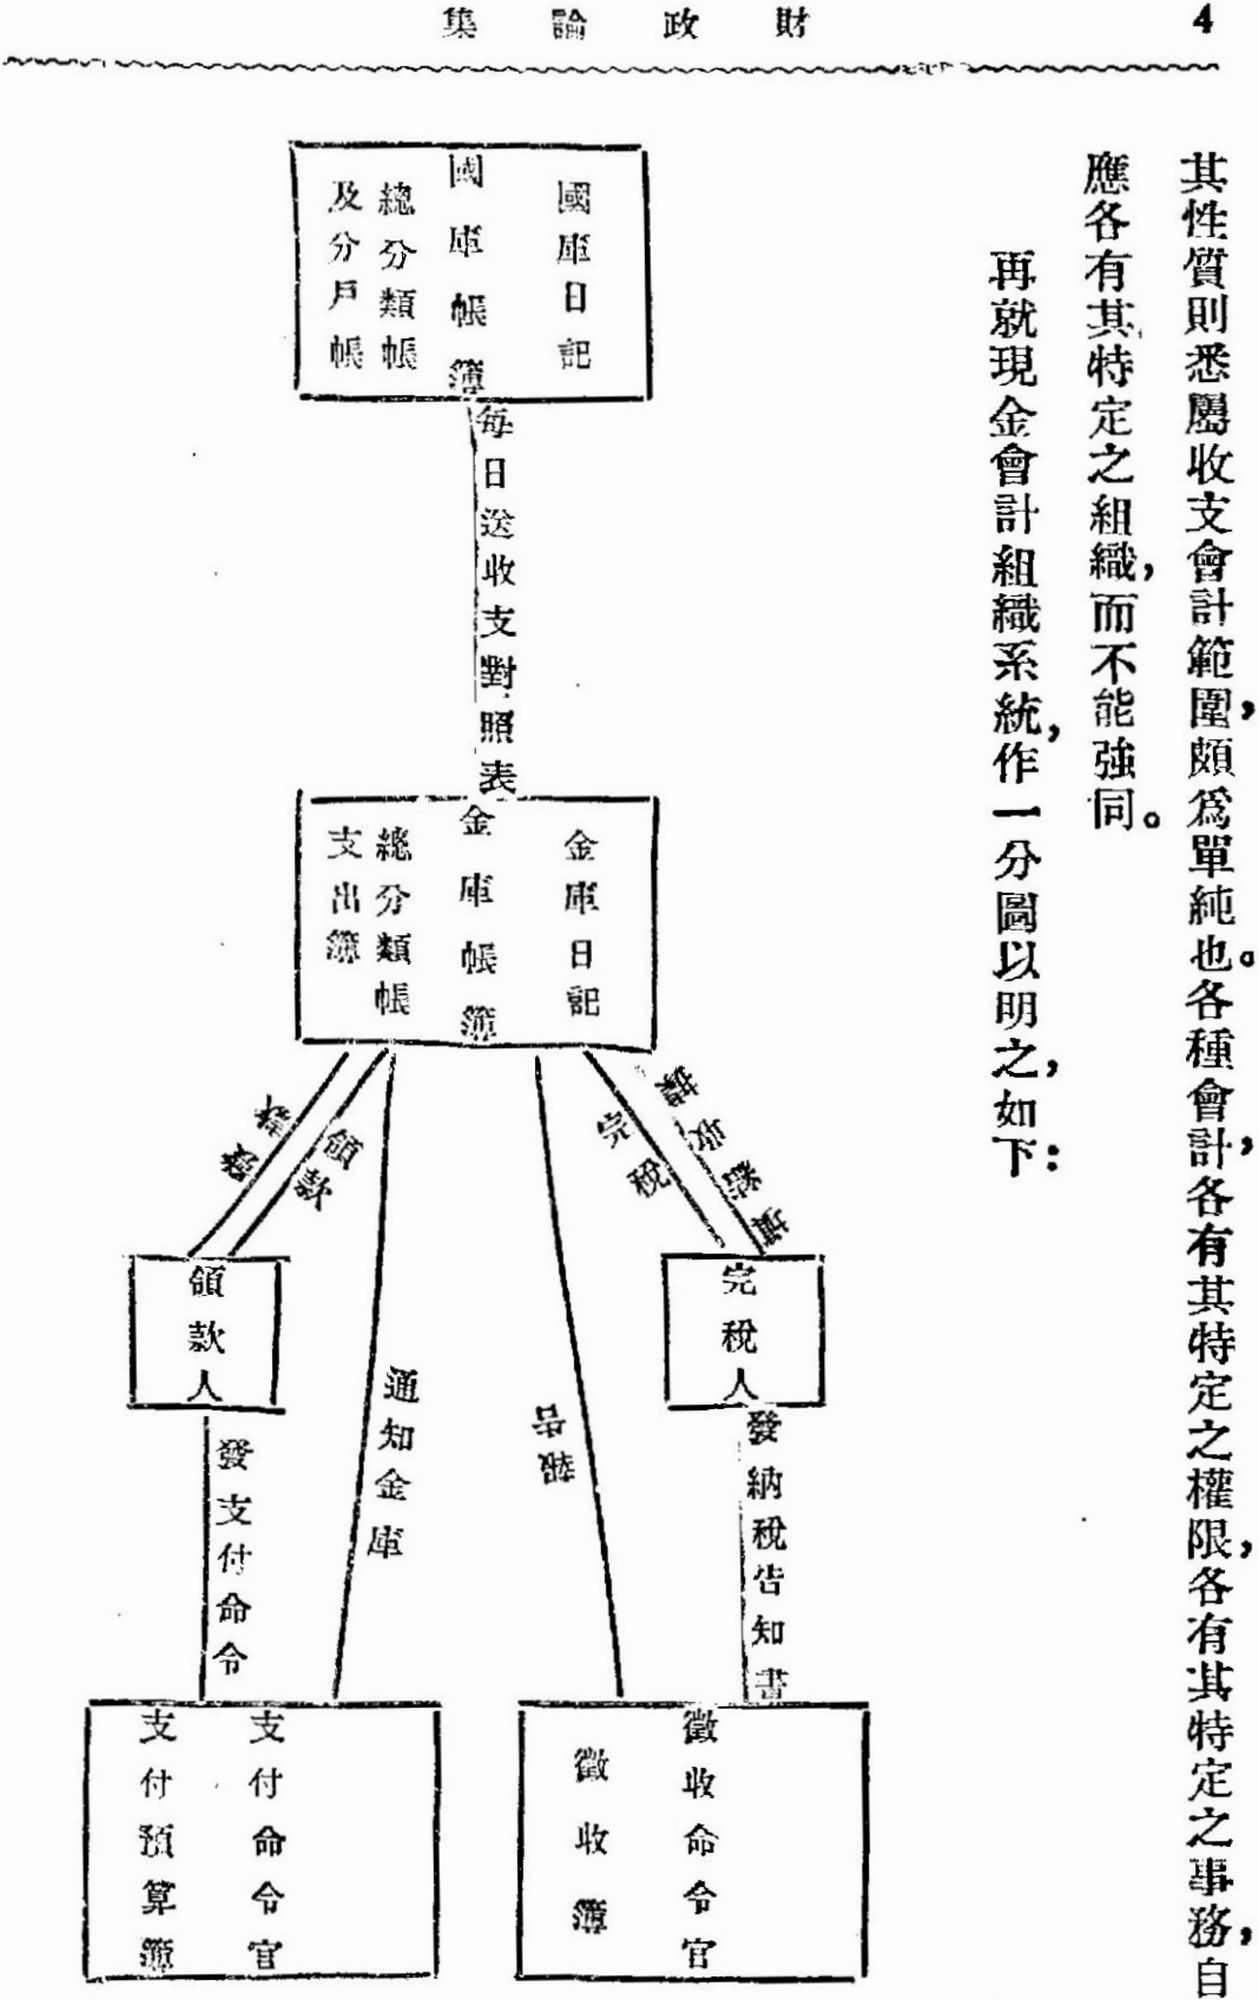 財政論集
4
其性質則悉屬收支會計範圍，頗爲單純也。各種會計，各有其特定之權限，各有其特定之事務，自
應各有其特定之組織，而不能強同。
再就現金會計組織系統，作一分圖以明之，如下：
國庫日記
國庫帳簿
總分類帳
及分戶帳
每日送收支對照表
金庫日記
金庫帳簿
總分類帳
支出簿
填給收據
完稅
領款
發款
完稅人
領款人
發納稅告知書
報告
通知金庫
發支付命令
徵收命令官
徵收簿
支付命令官
支付預算簿